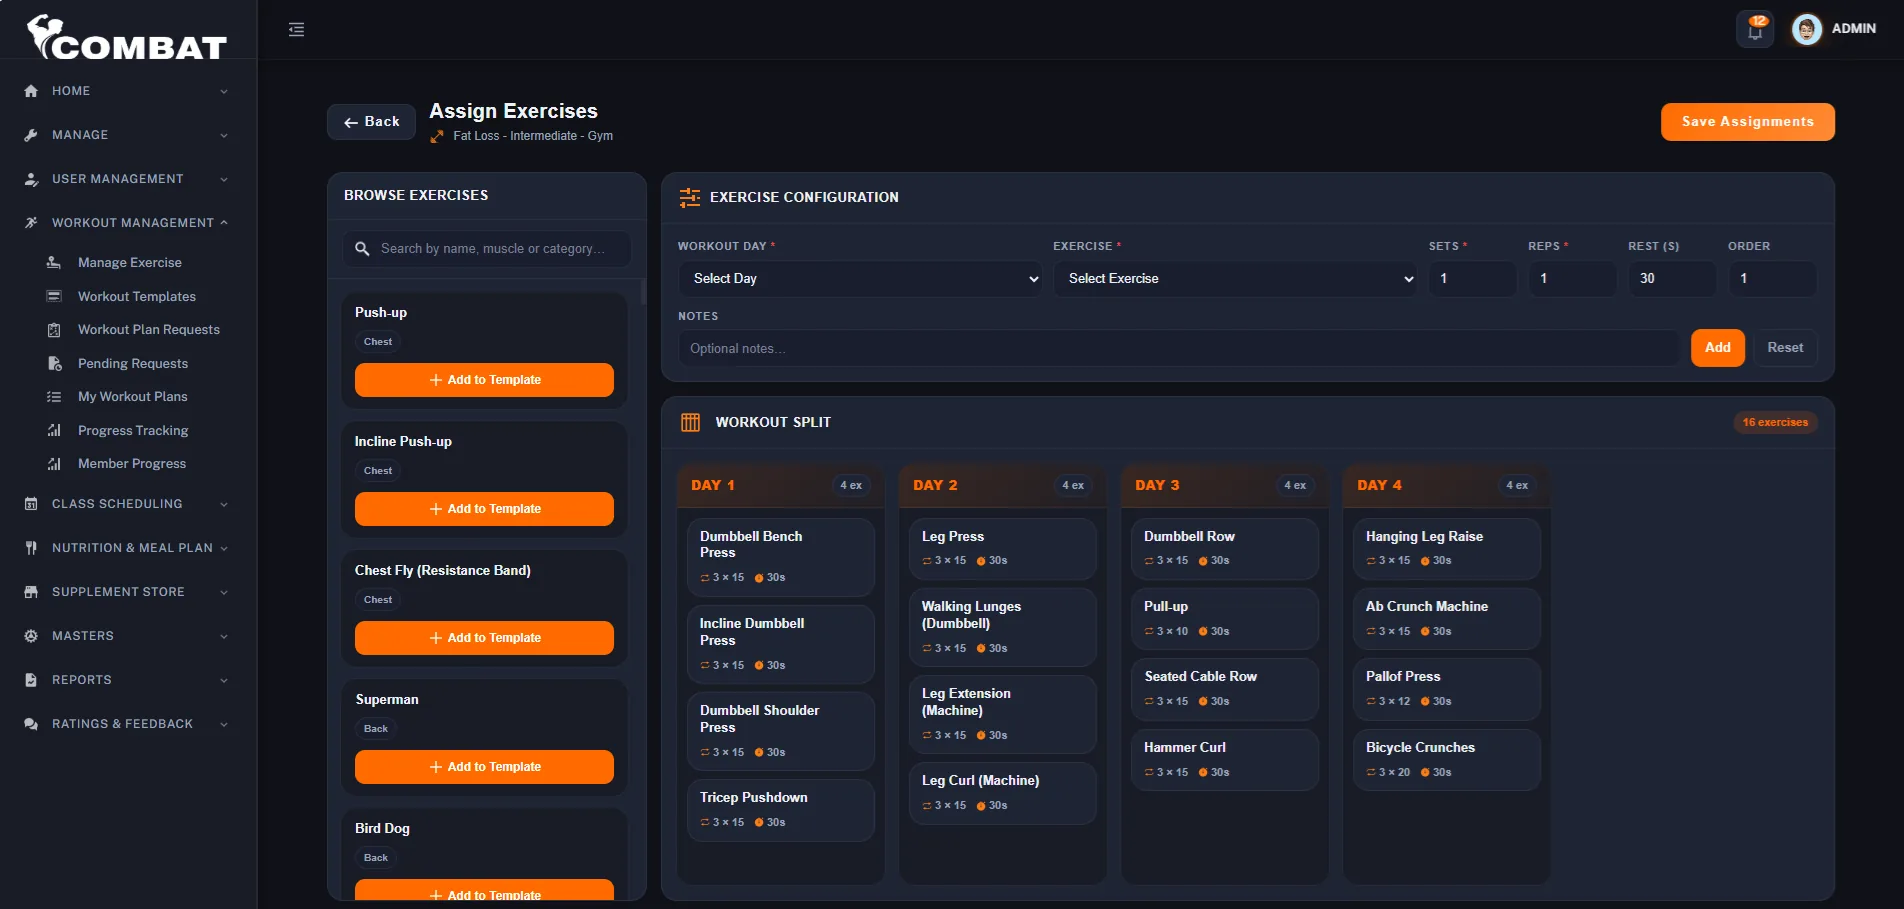 COMBAT
HOME
MANAGE
USER MANAGEMENT
WORKOUT MANAGEMENT
Manage Exercise
Workout Templates
Workout Plan Requests
Pending Requests
My Workout Plans
Progress Tracking
Member Progress
CLASS SCHEDULING
NUTRITION & MEAL PLAN
SUPPLEMENT STORE
MASTERS
REPORTS
RATINGS & FEEDBACK
12
ADMIN
Back
Assign Exercises
Fat Loss - Intermediate - Gym
Save Assignments
BROWSE EXERCISES
Search by name, muscle or category...
Push-up
Chest
+ Add to Template
Incline Push-up
Chest
+ Add to Template
Chest Fly (Resistance Band)
Chest
+ Add to Template
Superman
Back
+ Add to Template
Bird Dog
Back
+ Add to Template
EXERCISE CONFIGURATION
WORKOUT DAY *
Select Day
EXERCISE *
Select Exercise
SETS *
1
REPS *
1
REST (S)
30
ORDER
1
NOTES
Optional notes...
Add
Reset
WORKOUT SPLIT
16 exercises
DAY 1
4 ex
Dumbbell Bench
Press
3 × 15 30s
Incline Dumbbell
Press
3 × 15 30s
Dumbbell Shoulder
Press
3 × 15 30s
Tricep Pushdown
3 × 15 30s
DAY 2
4 ex
Leg Press
3 × 15 30s
Walking Lunges
(Dumbbell)
3 × 15 30s
Leg Extension
(Machine)
3 × 15 30s
Leg Curl (Machine)
3 × 15 30s
DAY 3
4 ex
Dumbbell Row
3 × 15 30s
Pull-up
3 × 10 30s
Seated Cable Row
3 × 15 30s
Hammer Curl
3 × 15 30s
DAY 4
4 ex
Hanging Leg Raise
3 × 15 30s
Ab Crunch Machine
3 × 15 30s
Pallof Press
3 × 12 30s
Bicycle Crunches
3 × 20 30s